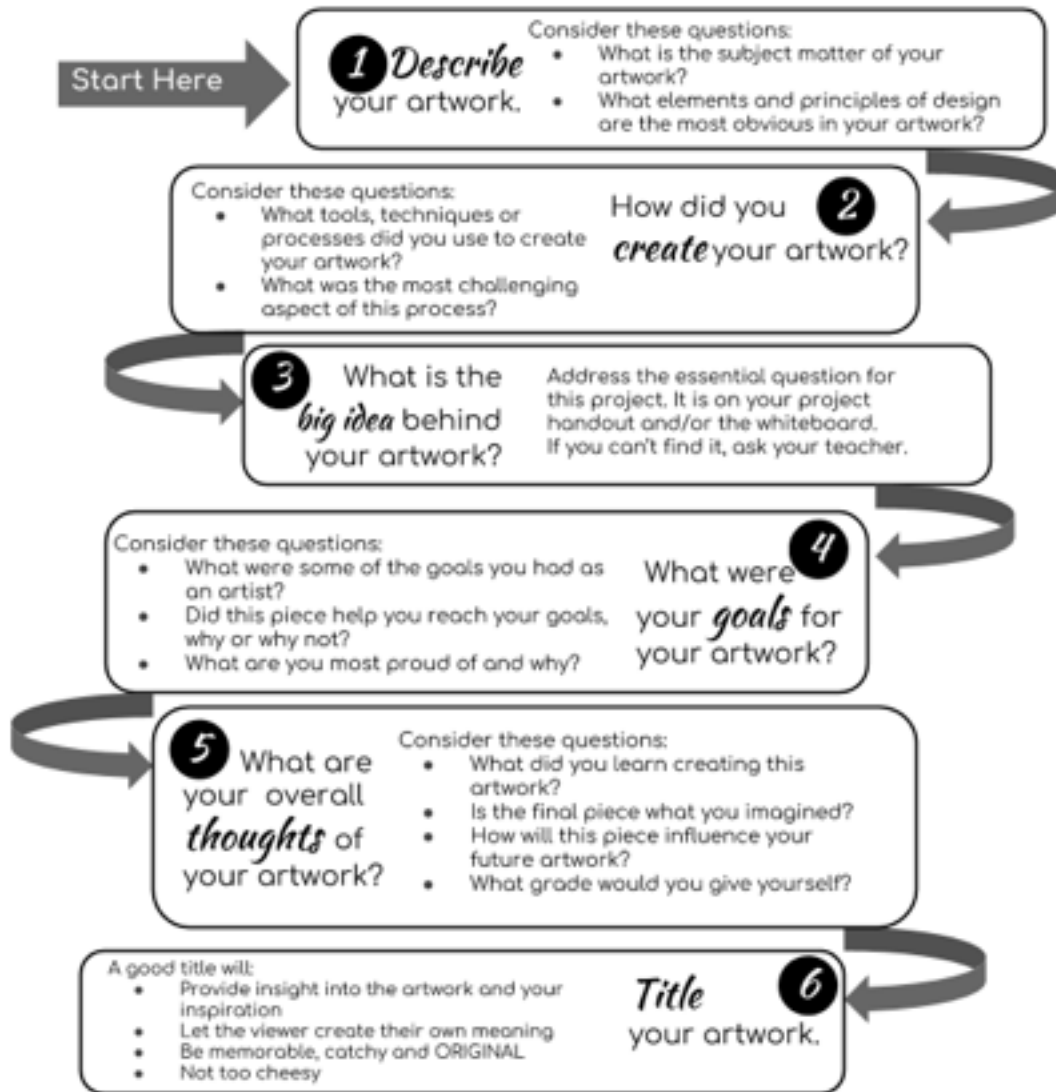 Start Here
1 Describe
your artwork.
Consider these questions:
• What is the subject matter of your
artwork?
• What elements and principles of design
are the most obvious in your artwork?
Consider these questions:
• What tools, techniques or
processes did you use to create
your artwork?
• What was the most challenging
aspect of this process?
How did you 2
create your artwork?
3 What is the
big idea behind
your artwork?
Address the essential question for
this project. It is on your project
handout and/or the whiteboard.
If you can't find it, ask your teacher.
Consider these questions:
• What were some of the goals you had as
an artist?
• Did this piece help you reach your goals,
why or why not?
• What are you most proud of and why?
4
What were
your goals for
your artwork?
5 What are
your overall
thoughts of
your artwork?
Consider these questions:
• What did you learn creating this
artwork?
• Is the final piece what you imagined?
• How will this piece influence your
future artwork?
• What grade would you give yourself?
A good title will:
• Provide insight into the artwork and your
inspiration
• Let the viewer create their own meaning
• Be memorable, catchy and ORIGINAL
• Not too cheesy
Title 6
your artwork.